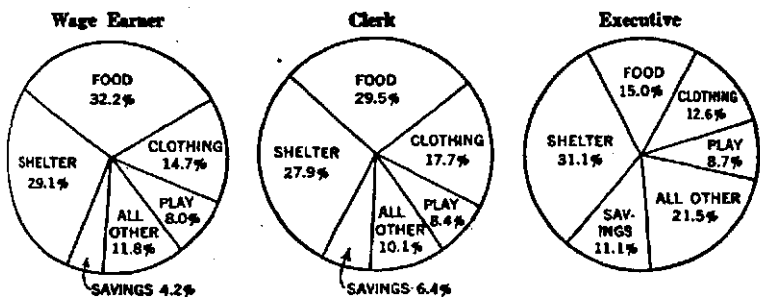 Wage Earner
FOOD
32.2%
CLOTHING
14.7%
PLAY
8.0%
ALL
OTHER
11.8%
SAVINGS 4.2%
SHELTER
29.1%
Clerk
FOOD
29.5%
CLOTHING
17.7%
PLAY
8.4%
ALL
OTHER
10.1%
SAVINGS 6.4%
SHELTER
27.9%
Executive
FOOD
15.0%
CLOTHING
12.6%
PLAY
8.7%
ALL OTHER
21.5%
SAV-
INGS
11.1%
SHELTER
31.1%